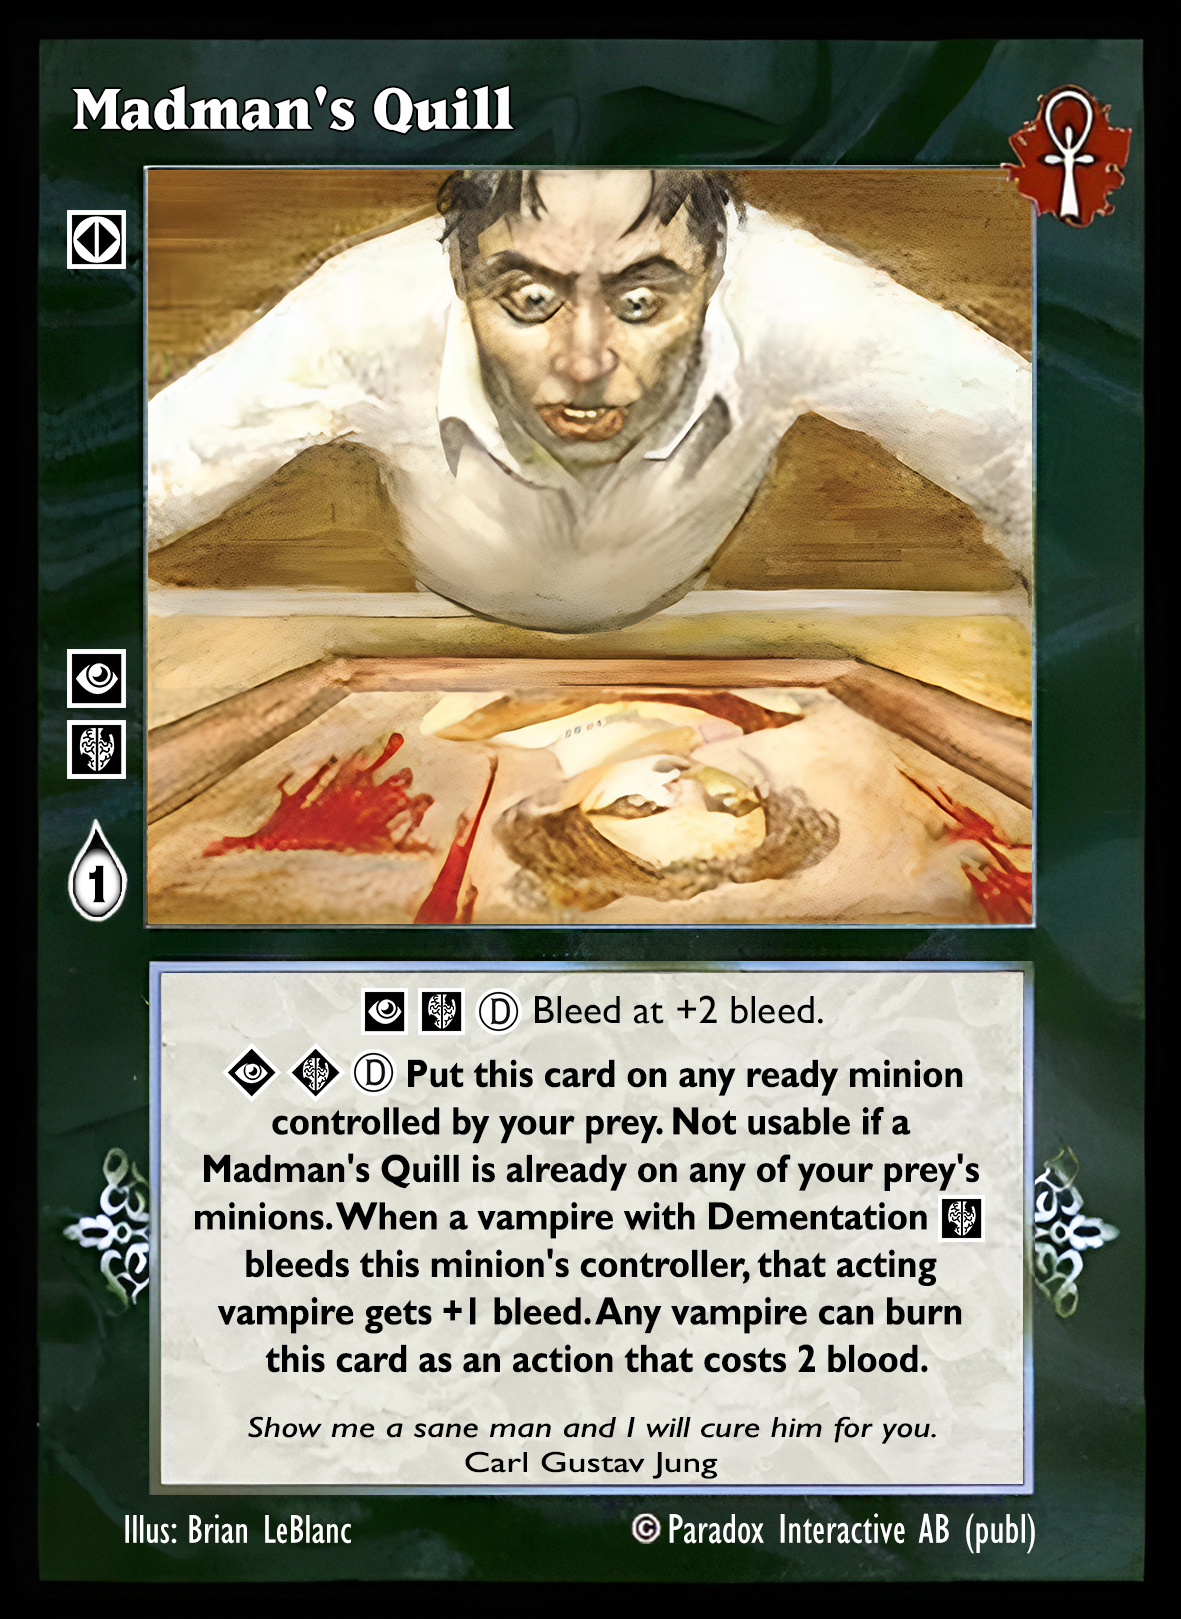 Madman's Quill
1
D Bleed at +2 bleed.
D Put this card on any ready minion
controlled by your prey. Not usable if a
Madman's Quill is already on any of your prey's
minions. When a vampire with Dementation
bleeds this minion's controller, that acting
vampire gets +1 bleed. Any vampire can burn
this card as an action that costs 2 blood.
Show me a sane man and I will cure him for you.
Carl Gustav Jung
Illus: Brian LeBlanc © Paradox Interactive AB (publ)